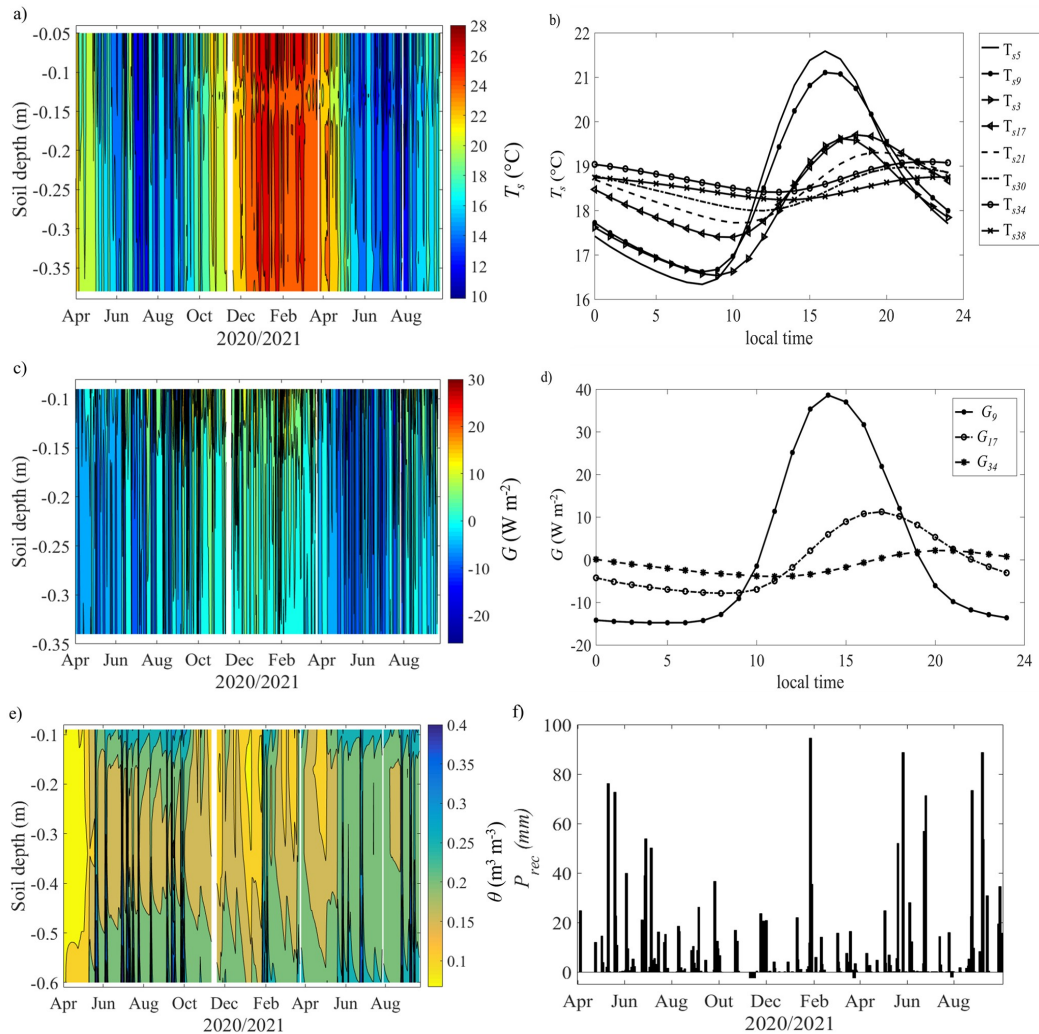 a)
-0.05
-0.1
-0.15
-0.2
-0.25
-0.3
-0.35
Soil depth (m)
Apr Jun Aug Oct Dec Feb Apr Jun Aug
2020/2021
28
26
24
22
20
18
16
14
12
10
T_s (°C)
b)
22
21
20
19
18
17
16
T_s (°C)
0 5 10 15 20 24
local time
T_s5
T_s9
T_s3
T_s17
T_s21
T_s30
T_s34
T_s38
c)
-0.1
-0.15
-0.2
-0.25
-0.3
-0.35
Soil depth (m)
Apr Jun Aug Oct Dec Feb Apr Jun Aug
2020/2021
30
20
10
0
-10
-20
G (W m-2)
d)
50
40
30
20
10
0
-10
-20
G (W m-2)
0 5 10 15 20 24
local time
G_9
G_17
G_34
e)
-0.1
-0.2
-0.3
-0.4
-0.5
-0.6
Soil depth (m)
Apr Jun Aug Oct Dec Feb Apr Jun Aug
2020/2021
0.4
0.35
0.3
0.25
0.2
0.15
0.1
θ (m3 m-3)
f)
100
80
60
40
20
0
P_rec (mm)
Apr Jun Aug Out Dec Feb Apr Jun Aug
2020/2021